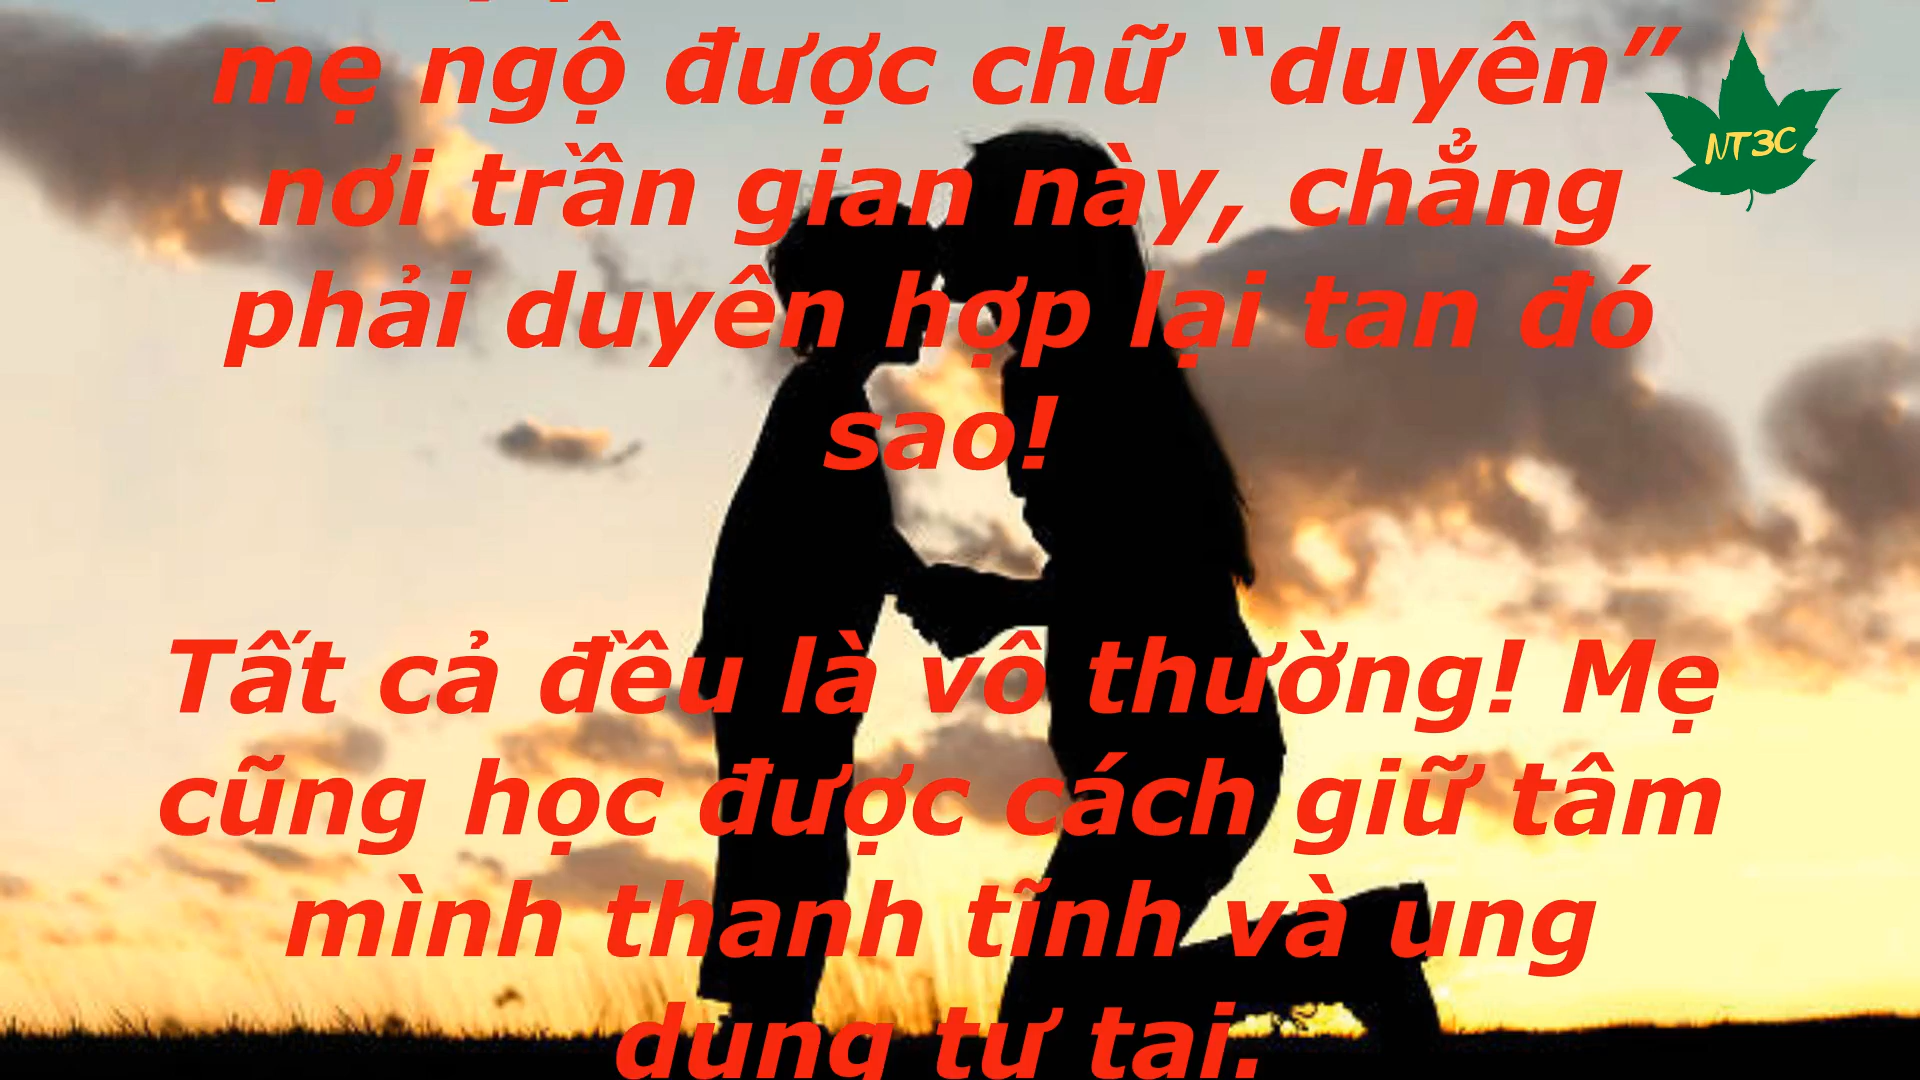 mẹ ngộ được chữ “duyên”
nơi trần gian này, chẳng
phải duyên hợp lại tan đó
sao!
Tất cả đều là vô thường! Mẹ
cũng học được cách giữ tâm
mình thanh tĩnh và ung
dung tự tại.
NT3C